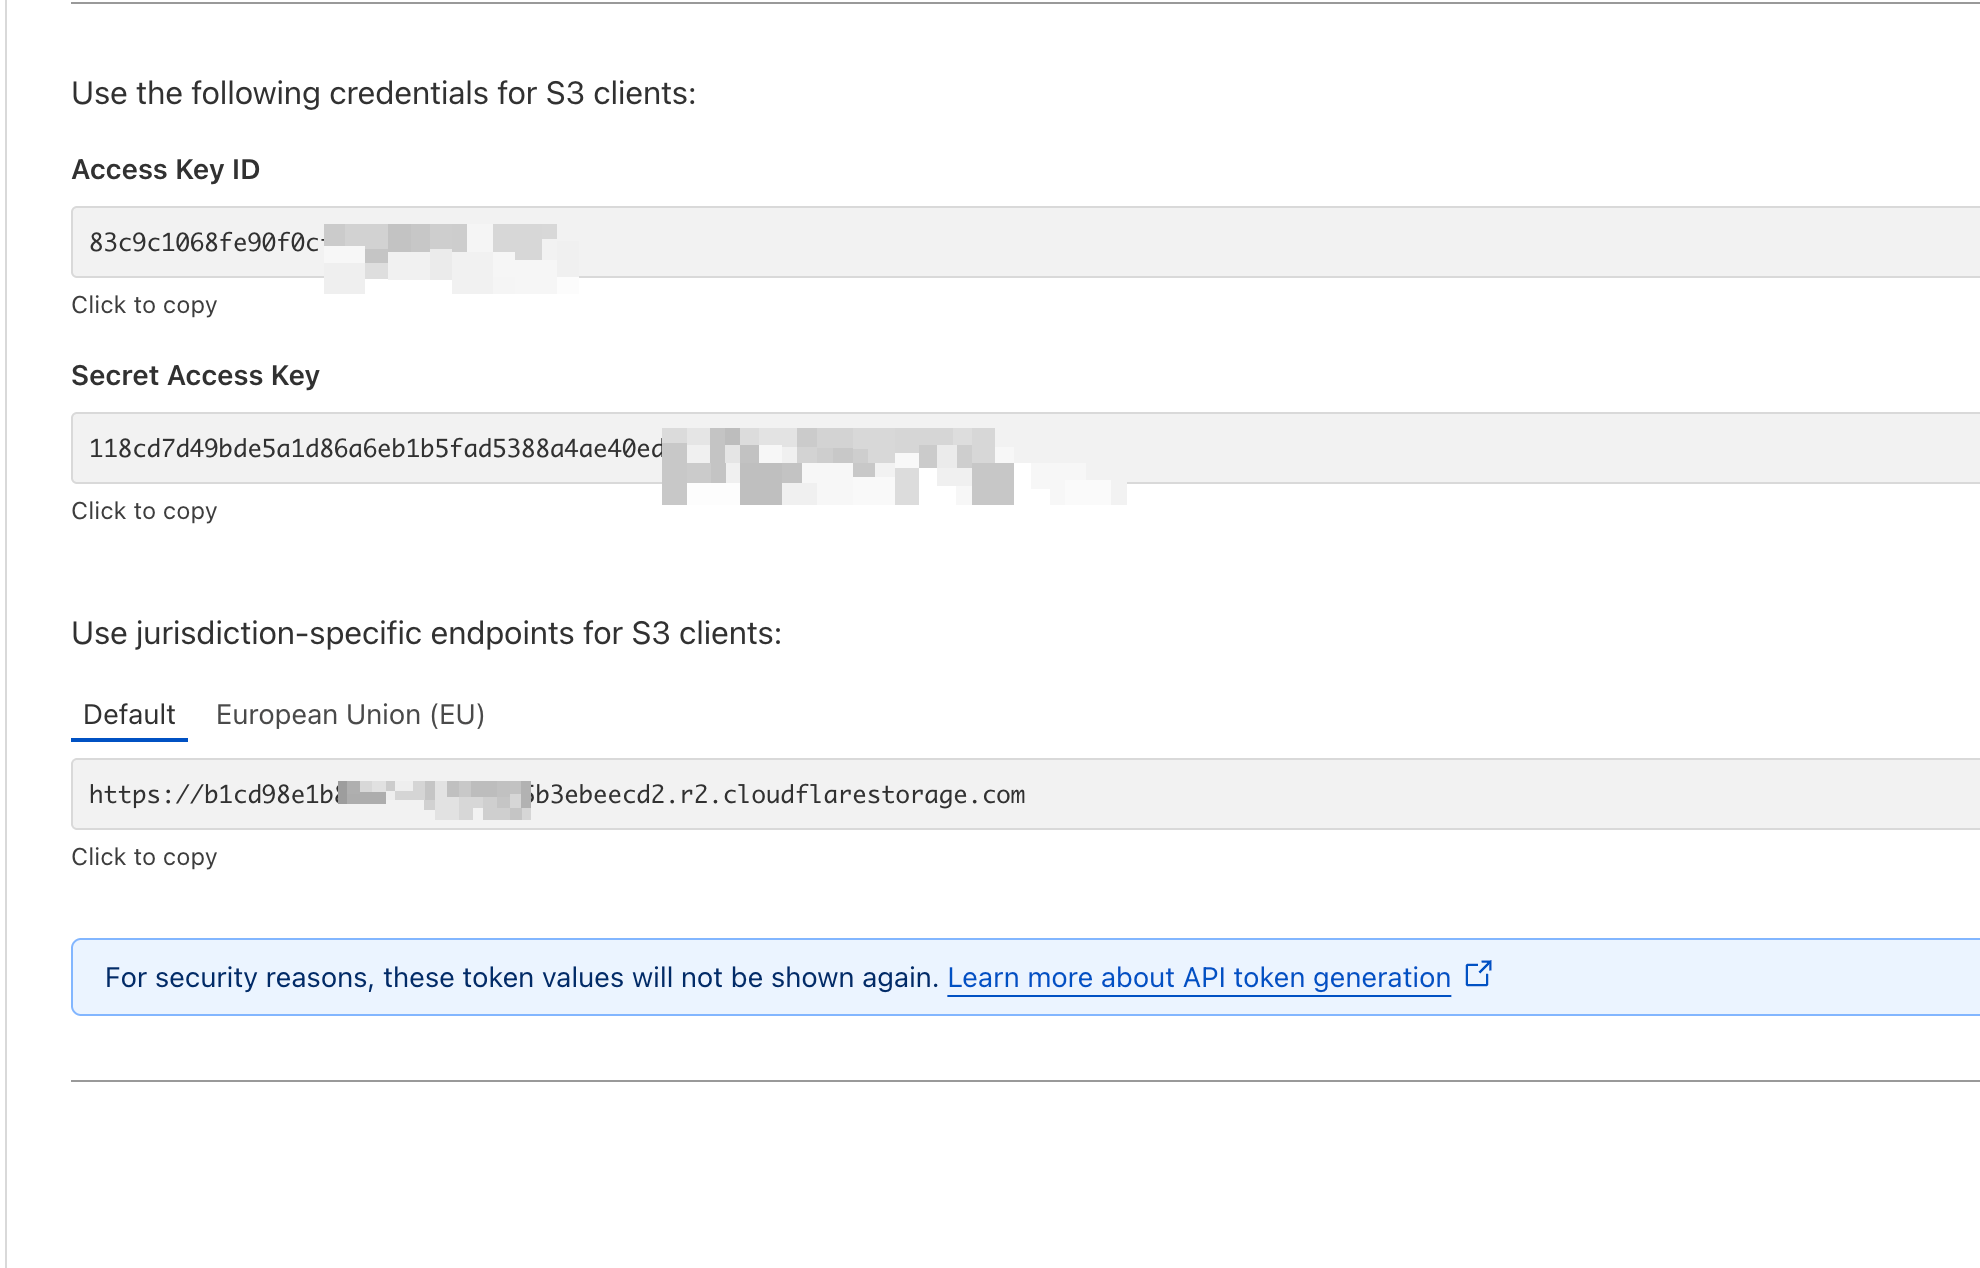 Use the following credentials for S3 clients:
Access Key ID
83c9c1068fe90f0c
Click to copy
Secret Access Key
118cd7d49bde5a1d86a6eb1b5fad5388a4ae40ed
Click to copy
Use jurisdiction-specific endpoints for S3 clients:
Default European Union (EU)
https://b1cd98e1b b3ebeecd2.r2.cloudflarestorage.com
Click to copy
For security reasons, these token values will not be shown again. Learn more about API token generation